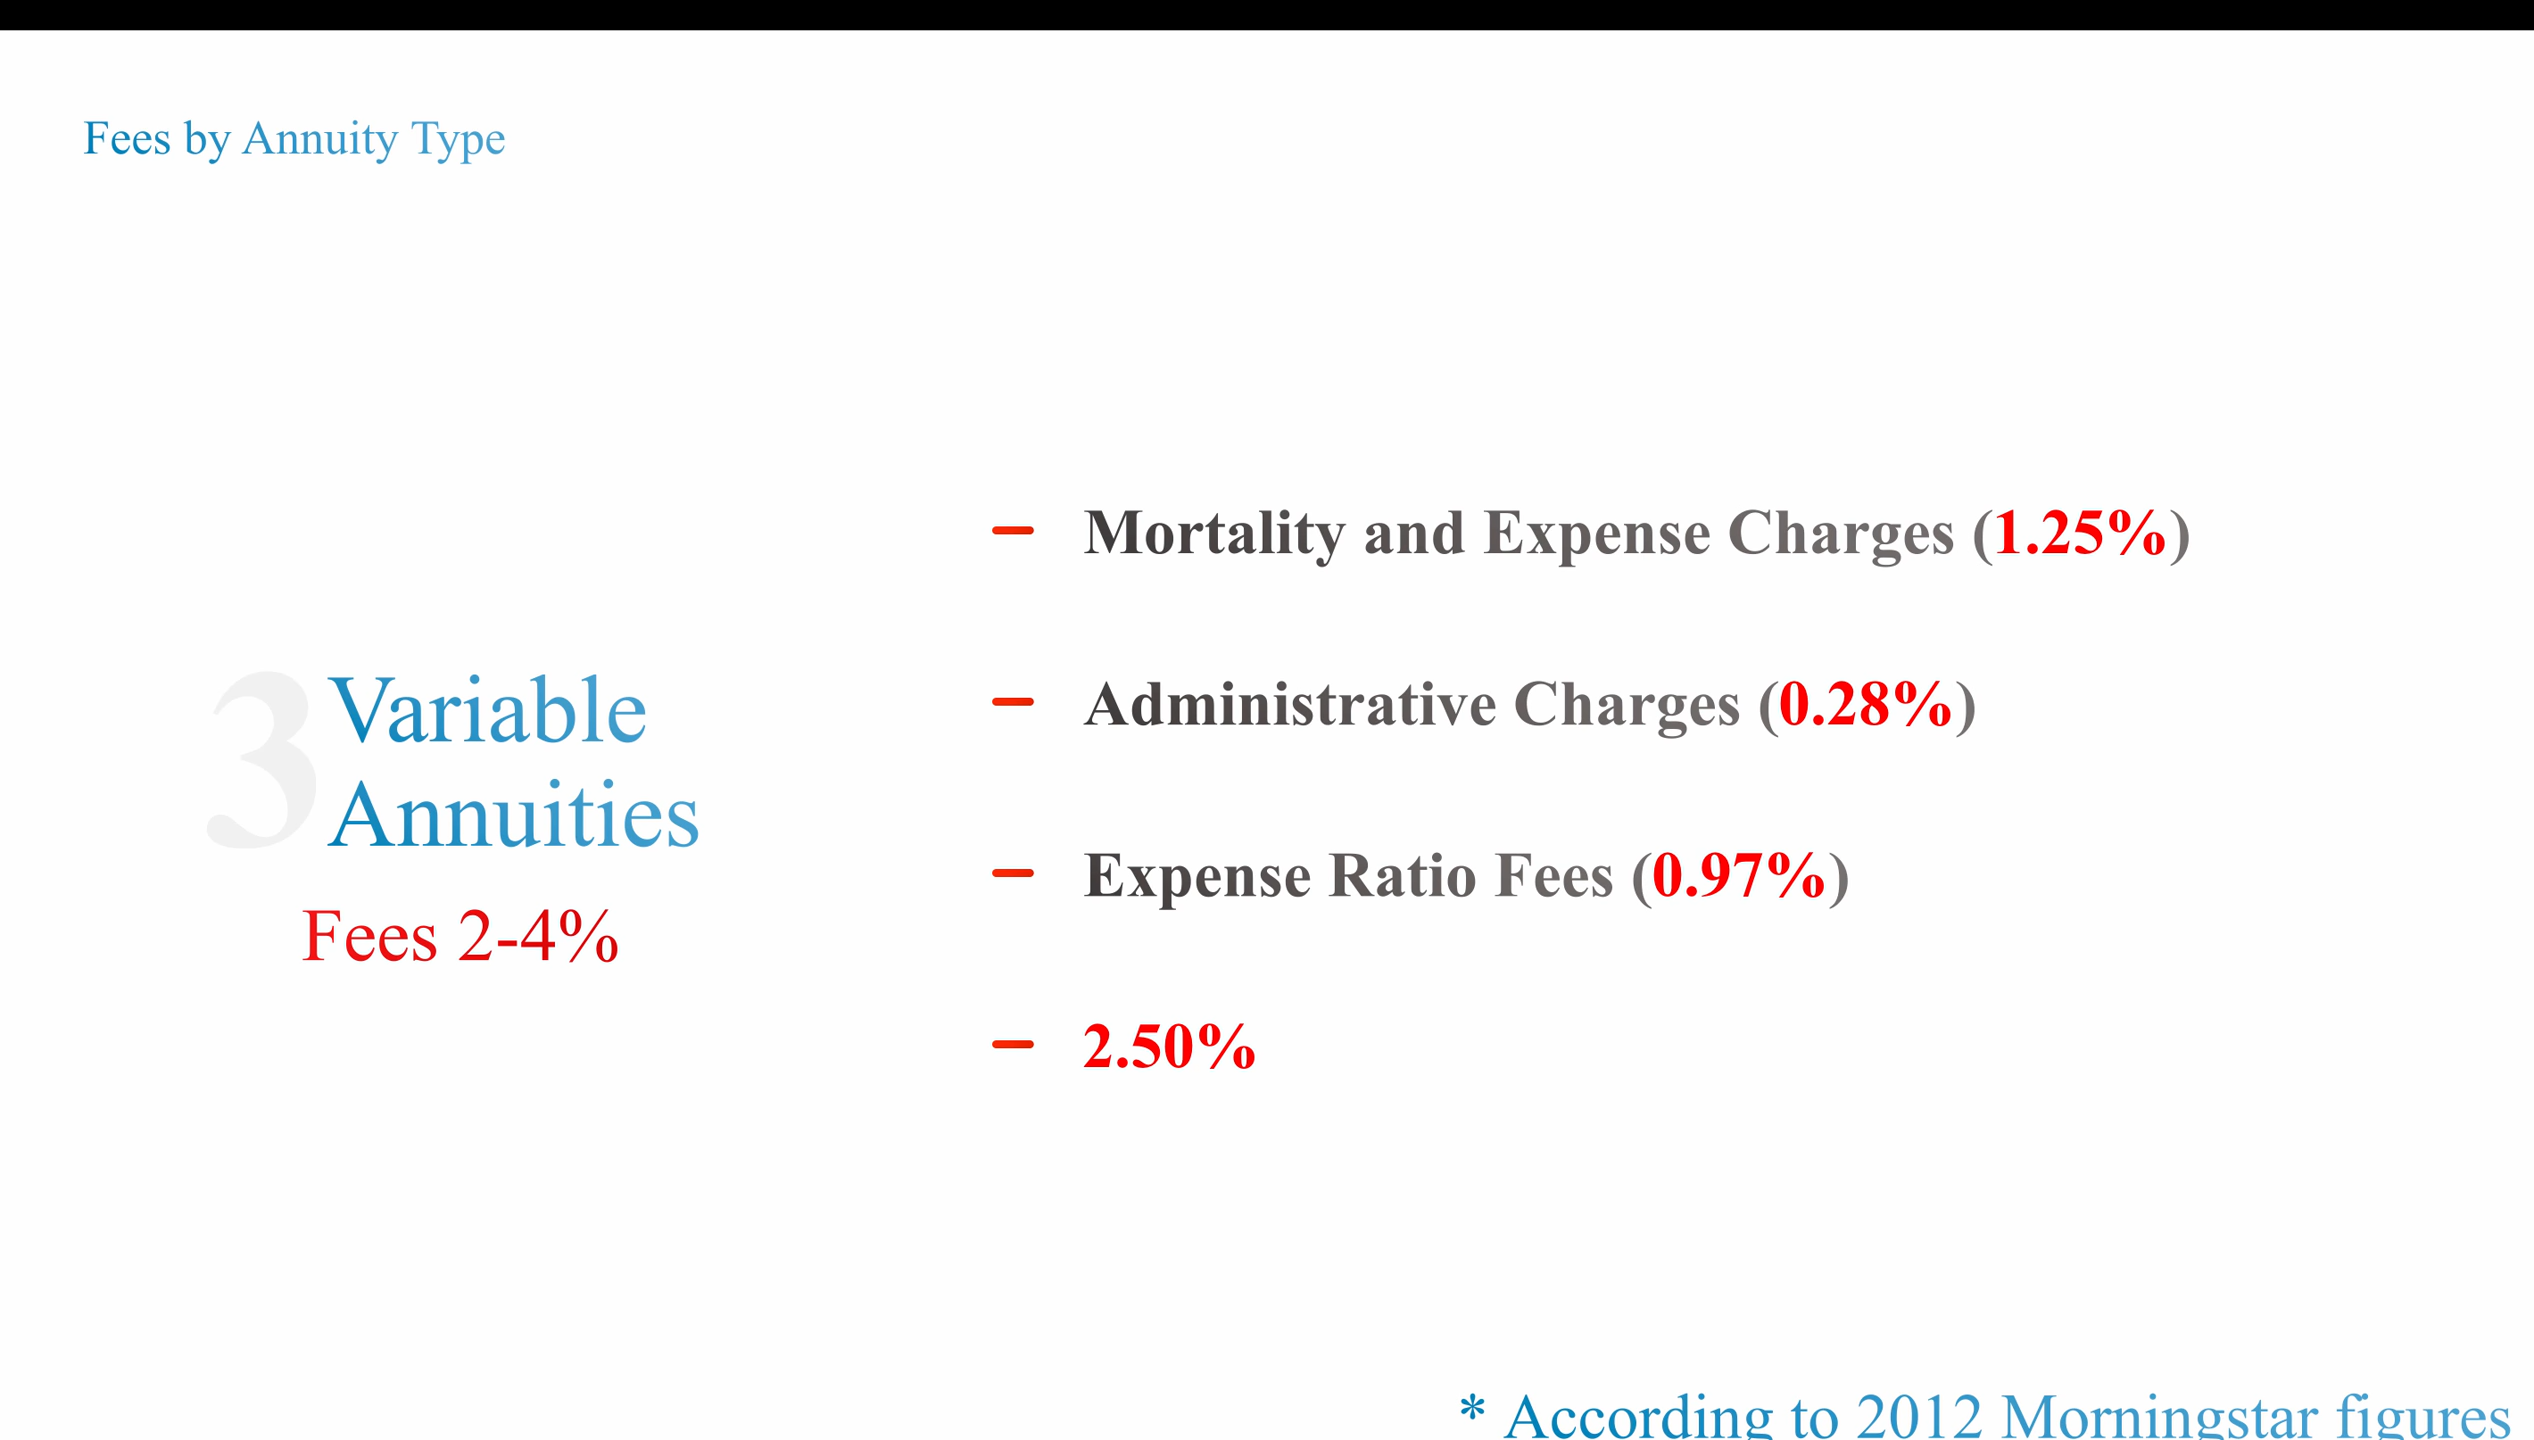 Fees by Annuity Type
3
Variable
Annuities
Fees 2-4%
– Mortality and Expense Charges (1.25%)
– Administrative Charges (0.28%)
– Expense Ratio Fees (0.97%)
– 2.50%
* According to 2012 Morningstar figures